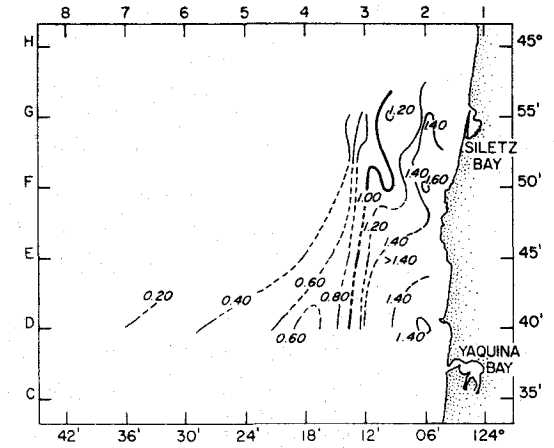 8 7 6 5 4 3 2 1
H 45°
G 1.20 55'
1.40
SILETZ
BAY
1.40 1.60
F 1.00 50'
1.20
E 1.40 45'
>1.40
0.60
0.20 0.40 0.80 1.40
D 40'
0.60 1.40
YAQUINA
BAY
C 35'
42' 36' 30' 24' 18' 12' 06' 124°